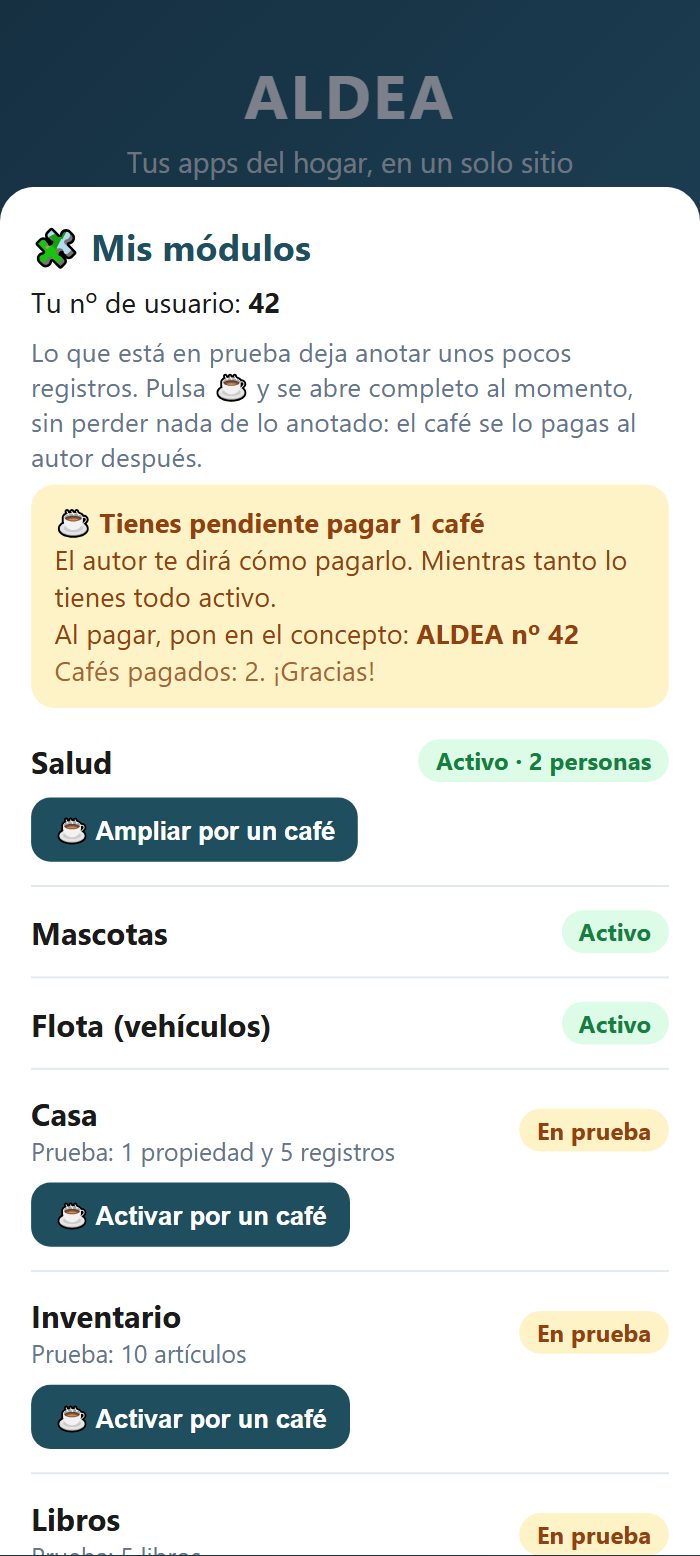 ALDEA
Tus apps del hogar, en un solo sitio
Mis módulos
Tu nº de usuario: 42
Lo que está en prueba deja anotar unos pocos
registros. Pulsa ☕ y se abre completo al momento,
sin perder nada de lo anotado: el café se lo pagas al
autor después.
☕ Tienes pendiente pagar 1 café
El autor te dirá cómo pagarlo. Mientras tanto lo
tienes todo activo.
Al pagar, pon en el concepto: ALDEA nº 42
Cafés pagados: 2. ¡Gracias!
Salud
Activo · 2 personas
☕ Ampliar por un café
Mascotas
Activo
Flota (vehículos)
Activo
Casa
En prueba
Prueba: 1 propiedad y 5 registros
☕ Activar por un café
Inventario
En prueba
Prueba: 10 artículos
☕ Activar por un café
Libros
En prueba
Prueba: 5 libros